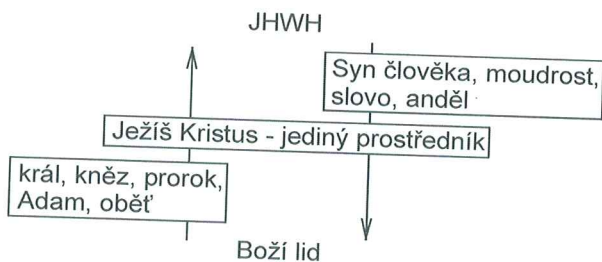 JHWH
Syn člověka, moudrost,
slovo, anděl
Ježíš Kristus - jediný prostředník
král, kněz, prorok,
Adam, oběť
Boží lid